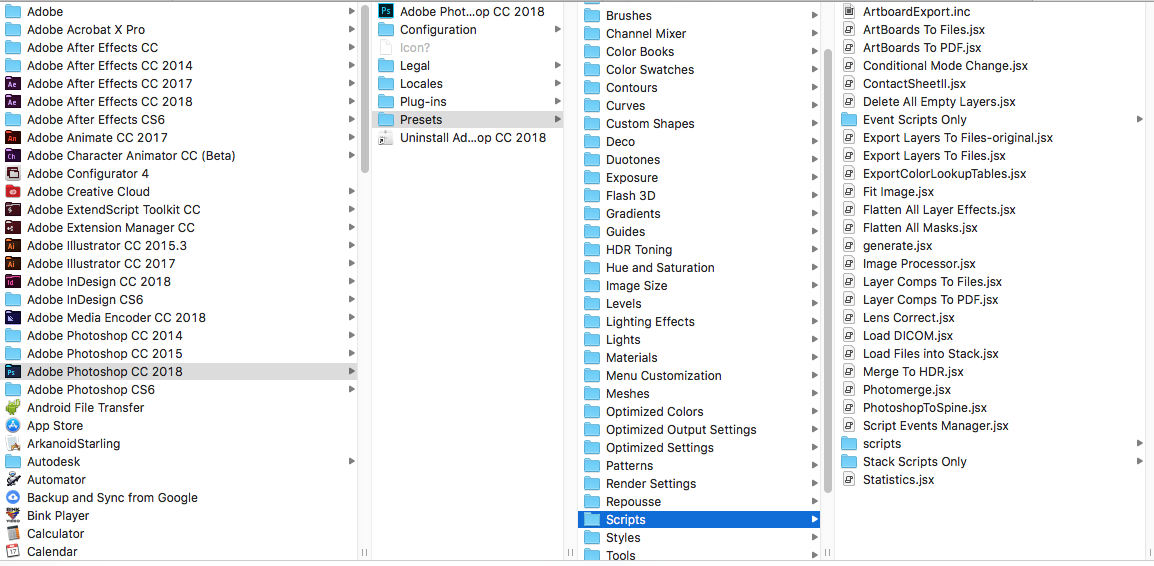 Adobe
Adobe Acrobat X Pro
Adobe After Effects CC
Adobe After Effects CC 2014
Adobe After Effects CC 2017
Adobe After Effects CC 2018
Adobe After Effects CS6
Adobe Animate CC 2017
Adobe Character Animator CC (Beta)
Adobe Configurator 4
Adobe Creative Cloud
Adobe ExtendScript Toolkit CC
Adobe Extension Manager CC
Adobe Illustrator CC 2015.3
Adobe Illustrator CC 2017
Adobe InDesign CC 2018
Adobe InDesign CS6
Adobe Media Encoder CC 2018
Adobe Photoshop CC 2014
Adobe Photoshop CC 2015
Adobe Photoshop CC 2018
Adobe Photoshop CS6
Android File Transfer
App Store
ArkanoidStarling
Autodesk
Automator
Backup and Sync from Google
Bink Player
Calculator
Calendar
Adobe Phot...op CC 2018
Configuration
Icon?
Legal
Locales
Plug-ins
Presets
Uninstall Ad...op CC 2018
Brushes
Channel Mixer
Color Books
Color Swatches
Contours
Curves
Custom Shapes
Deco
Duotones
Exposure
Flash 3D
Gradients
Guides
HDR Toning
Hue and Saturation
Image Size
Levels
Lighting Effects
Lights
Materials
Menu Customization
Meshes
Optimized Colors
Optimized Output Settings
Optimized Settings
Patterns
Render Settings
Repousse
Scripts
Styles
Tools
ArtboardExport.inc
ArtBoards To Files.jsx
ArtBoards To PDF.jsx
Conditional Mode Change.jsx
ContactSheetII.jsx
Delete All Empty Layers.jsx
Event Scripts Only
Export Layers To Files-original.jsx
Export Layers To Files.jsx
ExportColorLookupTables.jsx
Fit Image.jsx
Flatten All Layer Effects.jsx
Flatten All Masks.jsx
generate.jsx
Image Processor.jsx
Layer Comps To Files.jsx
Layer Comps To PDF.jsx
Lens Correct.jsx
Load DICOM.jsx
Load Files into Stack.jsx
Merge To HDR.jsx
Photomerge.jsx
PhotoshopToSpine.jsx
Script Events Manager.jsx
scripts
Stack Scripts Only
Statistics.jsx